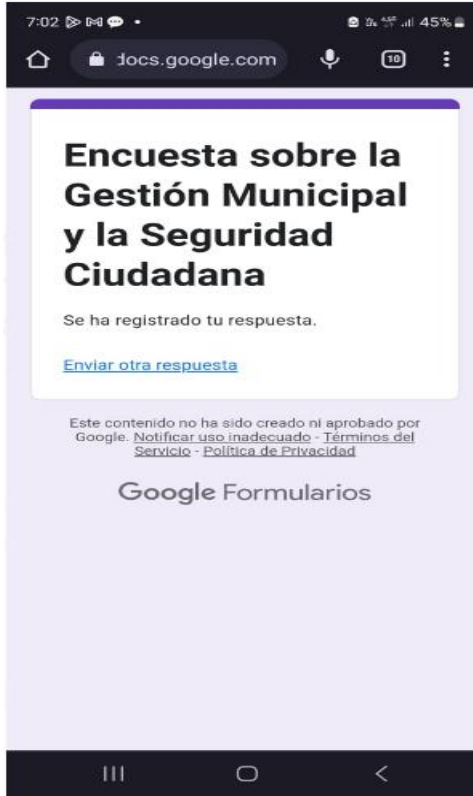 7:02
45%
docs.google.com
10
Encuesta sobre la
Gestión Municipal
y la Seguridad
Ciudadana
Se ha registrado tu respuesta.
Enviar otra respuesta
Este contenido no ha sido creado ni aprobado por
Google. Notificar uso inadecuado - Términos del
Servicio - Política de Privacidad
Google Formularios